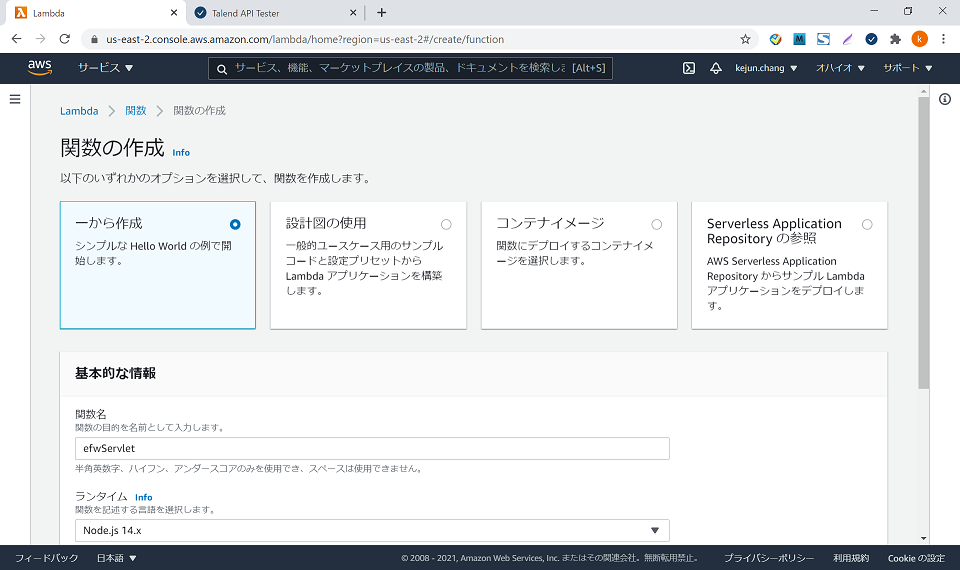 Lambda
Talend API Tester
us-east-2.console.aws.amazon.com/lambda/home?region=us-east-2#/create/function
M
S
k
aws
サービス
サービス、機能、マーケットプレイスの製品、ドキュメントを検索しま
[Alt+S]
kejun.chang
オハイオ
サポート
Lambda
関数
関数の作成
関数の作成
Info
以下のいずれかのオプションを選択して、関数を作成します。
一から作成
シンプルな Hello World の例で開
始します。
設計図の使用
一般的ユースケース用のサンプル
コードと設定プリセットから
Lambda アプリケーションを構築
します。
コンテナイメージ
関数にデプロイするコンテナイメ
ージを選択します。
Serverless Application
Repository の参照
AWS Serverless Application
Repository からサンプル Lambda
アプリケーションをデプロイしま
す。
基本的な情報
関数名
関数の目的を名前として入力します。
efwServlet
半角英数字、ハイフン、アンダースコアのみを使用でき、スペースは使用できません。
ランタイム Info
関数を記述する言語を選択します。
Node.js 14.x
フィードバック
日本語
© 2008 - 2021, Amazon Web Services, Inc. またはその関連会社。無断転用禁止。
プライバシーポリシー
利用規約
Cookie の設定